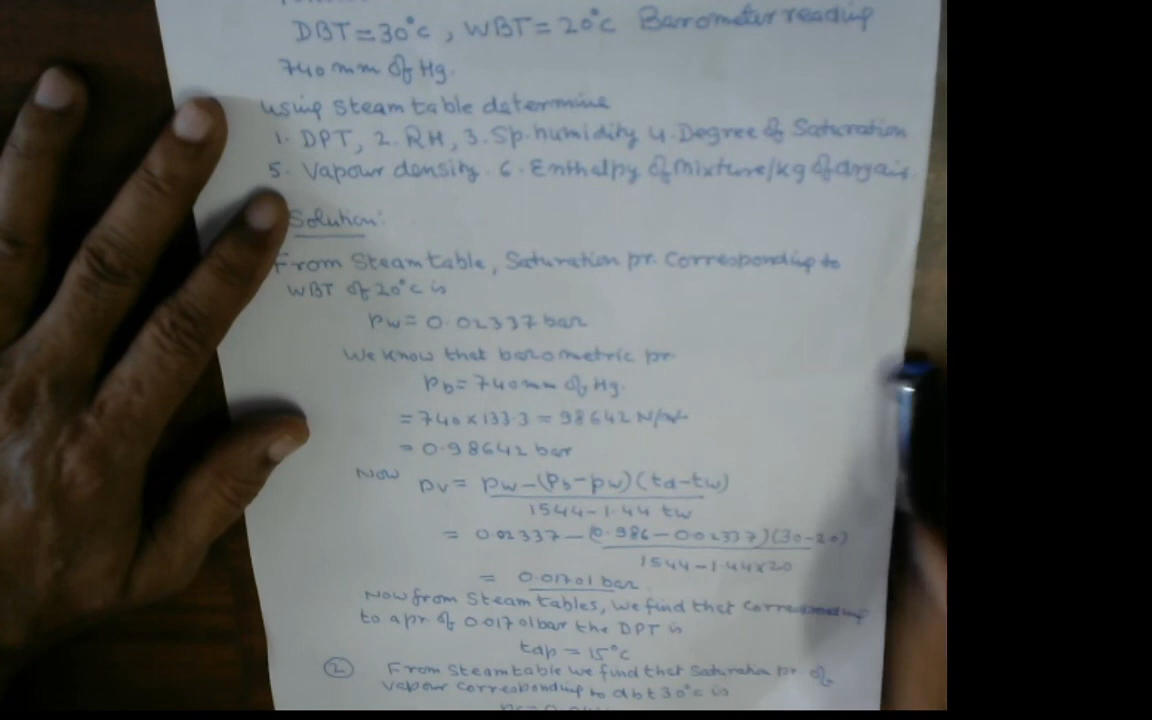 DBT=30°C, WBT=20°C Barometer reading
740 mm of Hg.
using steam table determine
1. DPT, 2. RH, 3. Sp. humidity 4. Degree of Saturation
5. Vapour density. 6. Enthalpy of Mixture/kg of dry air.
Solution:
From Steam table, Saturation pr. Corresponding to
WBT of 20°C is
Pw = 0.02337 bar
We know that barometric pr
Pb = 740 mm of Hg.
= 740 x 133.3 = 98642 N/m²
= 0.98642 bar
Now Pv = Pw-(Pb-Pw)(td-tw)
1544-1.44 tw
= 0.02337 - (0.986-0.02337)(30-20)
1544-1.44x20
= 0.01701 bar
Now from Steam tables, we find that corresponding
to a pr. of 0.01701 bar the DPT is
tdp = 15°C
2 From Steam table we find that Saturation pr. of
vapour corresponding to dbt 30°C is